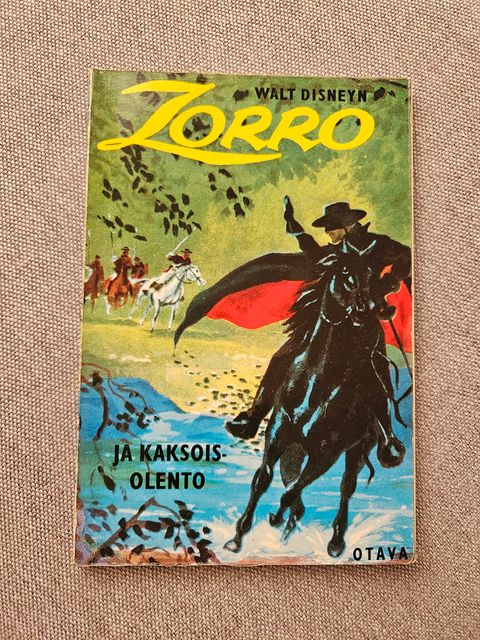 WALT DISNEYN
ZORRO
JA KAKSOIS-
OLENTO
OTAVA